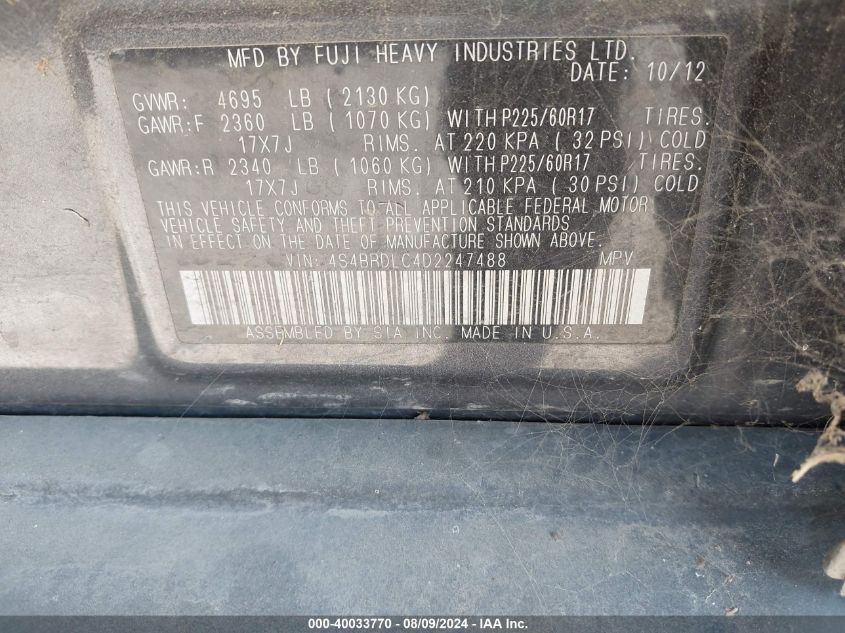 MFD BY FUJI HEAVY INDUSTRIES LTD.
DATE: 10/12
GVWR: 4695 LB ( 2130 KG)
GAWR:F 2360 LB ( 1070 KG) WITH P225/60R17 TIRES.
17X7J RIMS. AT 220 KPA ( 32 PSI) COLD
GAWR:R 2340 LB ( 1060 KG) WITH P225/60R17 TIRES.
17X7J RIMS. AT 210 KPA ( 30 PSI) COLD
THIS VEHICLE CONFORMS TO ALL APPLICABLE FEDERAL MOTOR
VEHICLE SAFETY AND THEFT PREVENTION STANDARDS
IN EFFECT ON THE DATE OF MANUFACTURE SHOWN ABOVE.
VIN: 4S4BRDLC4D2247488 MPV
ASSEMBLED BY SIA INC. MADE IN U.S.A.
000-40033770 - 08/09/2024 - IAA Inc.